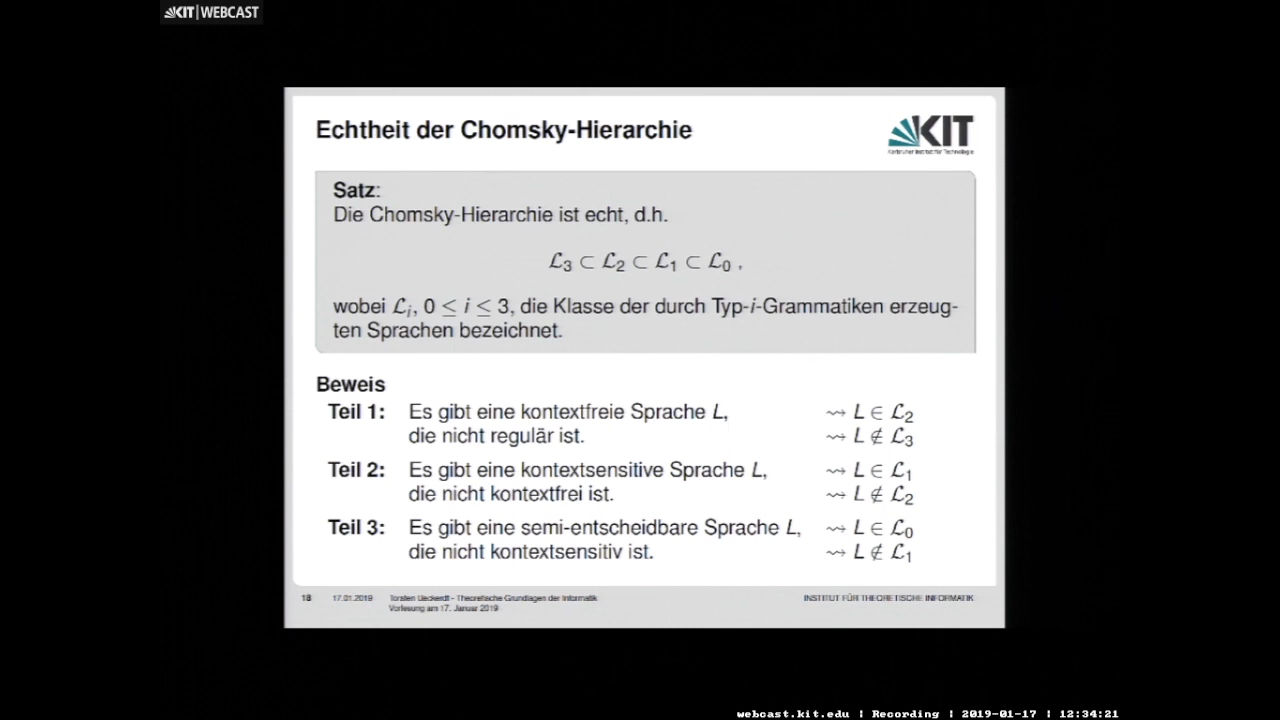 KIT | WEBCAST
Echtheit der Chomsky-Hierarchie
KIT
Karlsruher Institut für Technologie
Satz:
Die Chomsky-Hierarchie ist echt, d.h.
ℒ₃ ⊂ ℒ₂ ⊂ ℒ₁ ⊂ ℒ₀ ,
wobei ℒᵢ, 0 ≤ i ≤ 3, die Klasse der durch Typ-i-Grammatiken erzeug-
ten Sprachen bezeichnet.
Beweis
Teil 1: Es gibt eine kontextfreie Sprache L, ⇝ L ∈ ℒ₂
die nicht regulär ist. ⇝ L ∉ ℒ₃
Teil 2: Es gibt eine kontextsensitive Sprache L, ⇝ L ∈ ℒ₁
die nicht kontextfrei ist. ⇝ L ∉ ℒ₂
Teil 3: Es gibt eine semi-entscheidbare Sprache L, ⇝ L ∈ ℒ₀
die nicht kontextsensitiv ist. ⇝ L ∉ ℒ₁
18 17.01.2019 Torsten Ueckerdt - Theoretische Grundlagen der Informatik INSTITUT FÜR THEORETISCHE INFORMATIK
Vorlesung am 17. Januar 2019
webcast.kit.edu | Recording | 2019-01-17 | 12:34:21